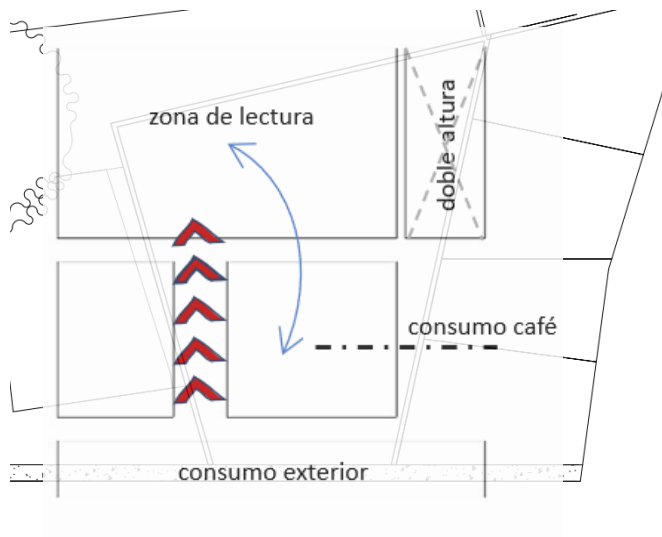 zona de lectura
doble altura
consumo café
consumo exterior